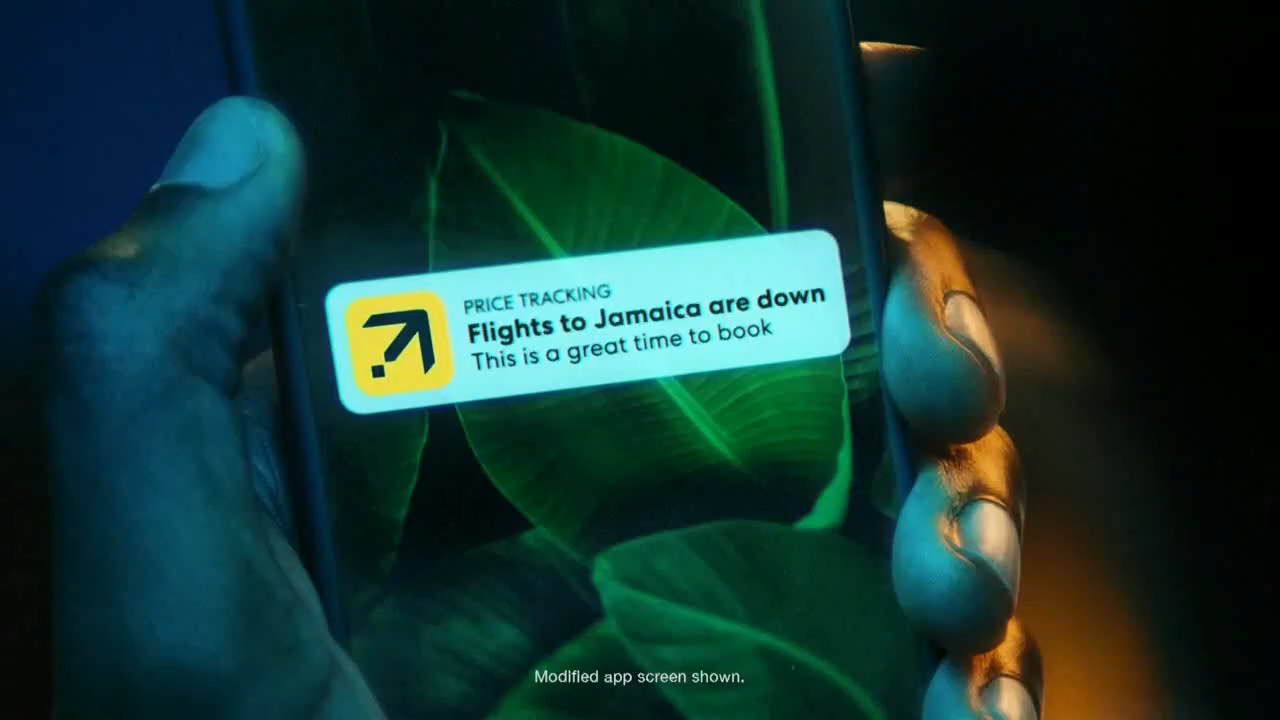 PRICE TRACKING
Flights to Jamaica are down
This is a great time to book
Modified app screen shown.